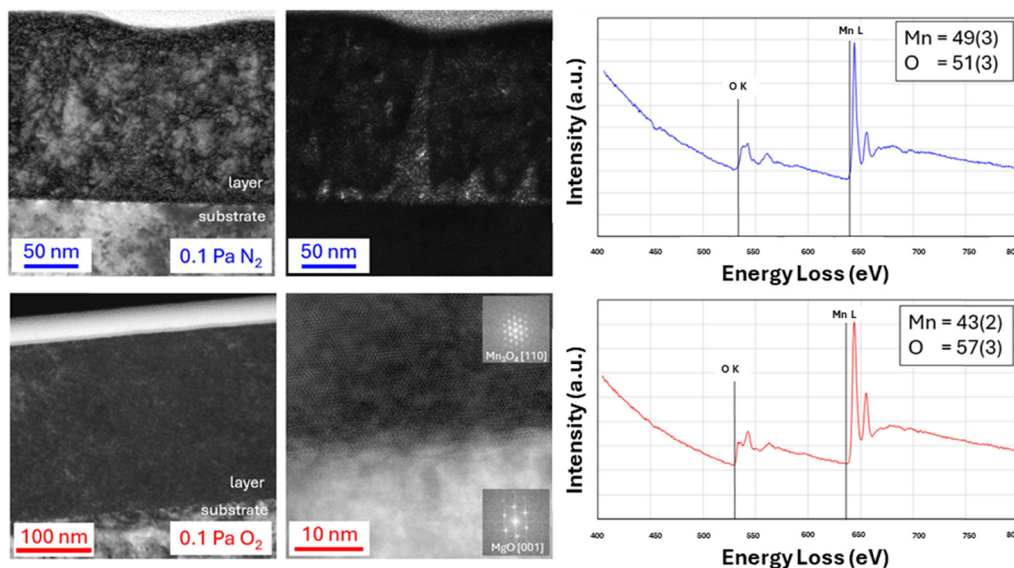 layer
substrate
50 nm
0.1 Pa N₂
50 nm
Intensity (a.u.)
O K
Mn L
Mn = 49(3)
O = 51(3)
400 450 500 550 600 650 700 750 800
Energy Loss (eV)
layer
substrate
100 nm
0.1 Pa O₂
Mn₃O₄ [110]
10 nm
MgO [001]
Intensity (a.u.)
O K
Mn L
Mn = 43(2)
O = 57(3)
400 450 500 550 600 650 700 750 800
Energy Loss (eV)